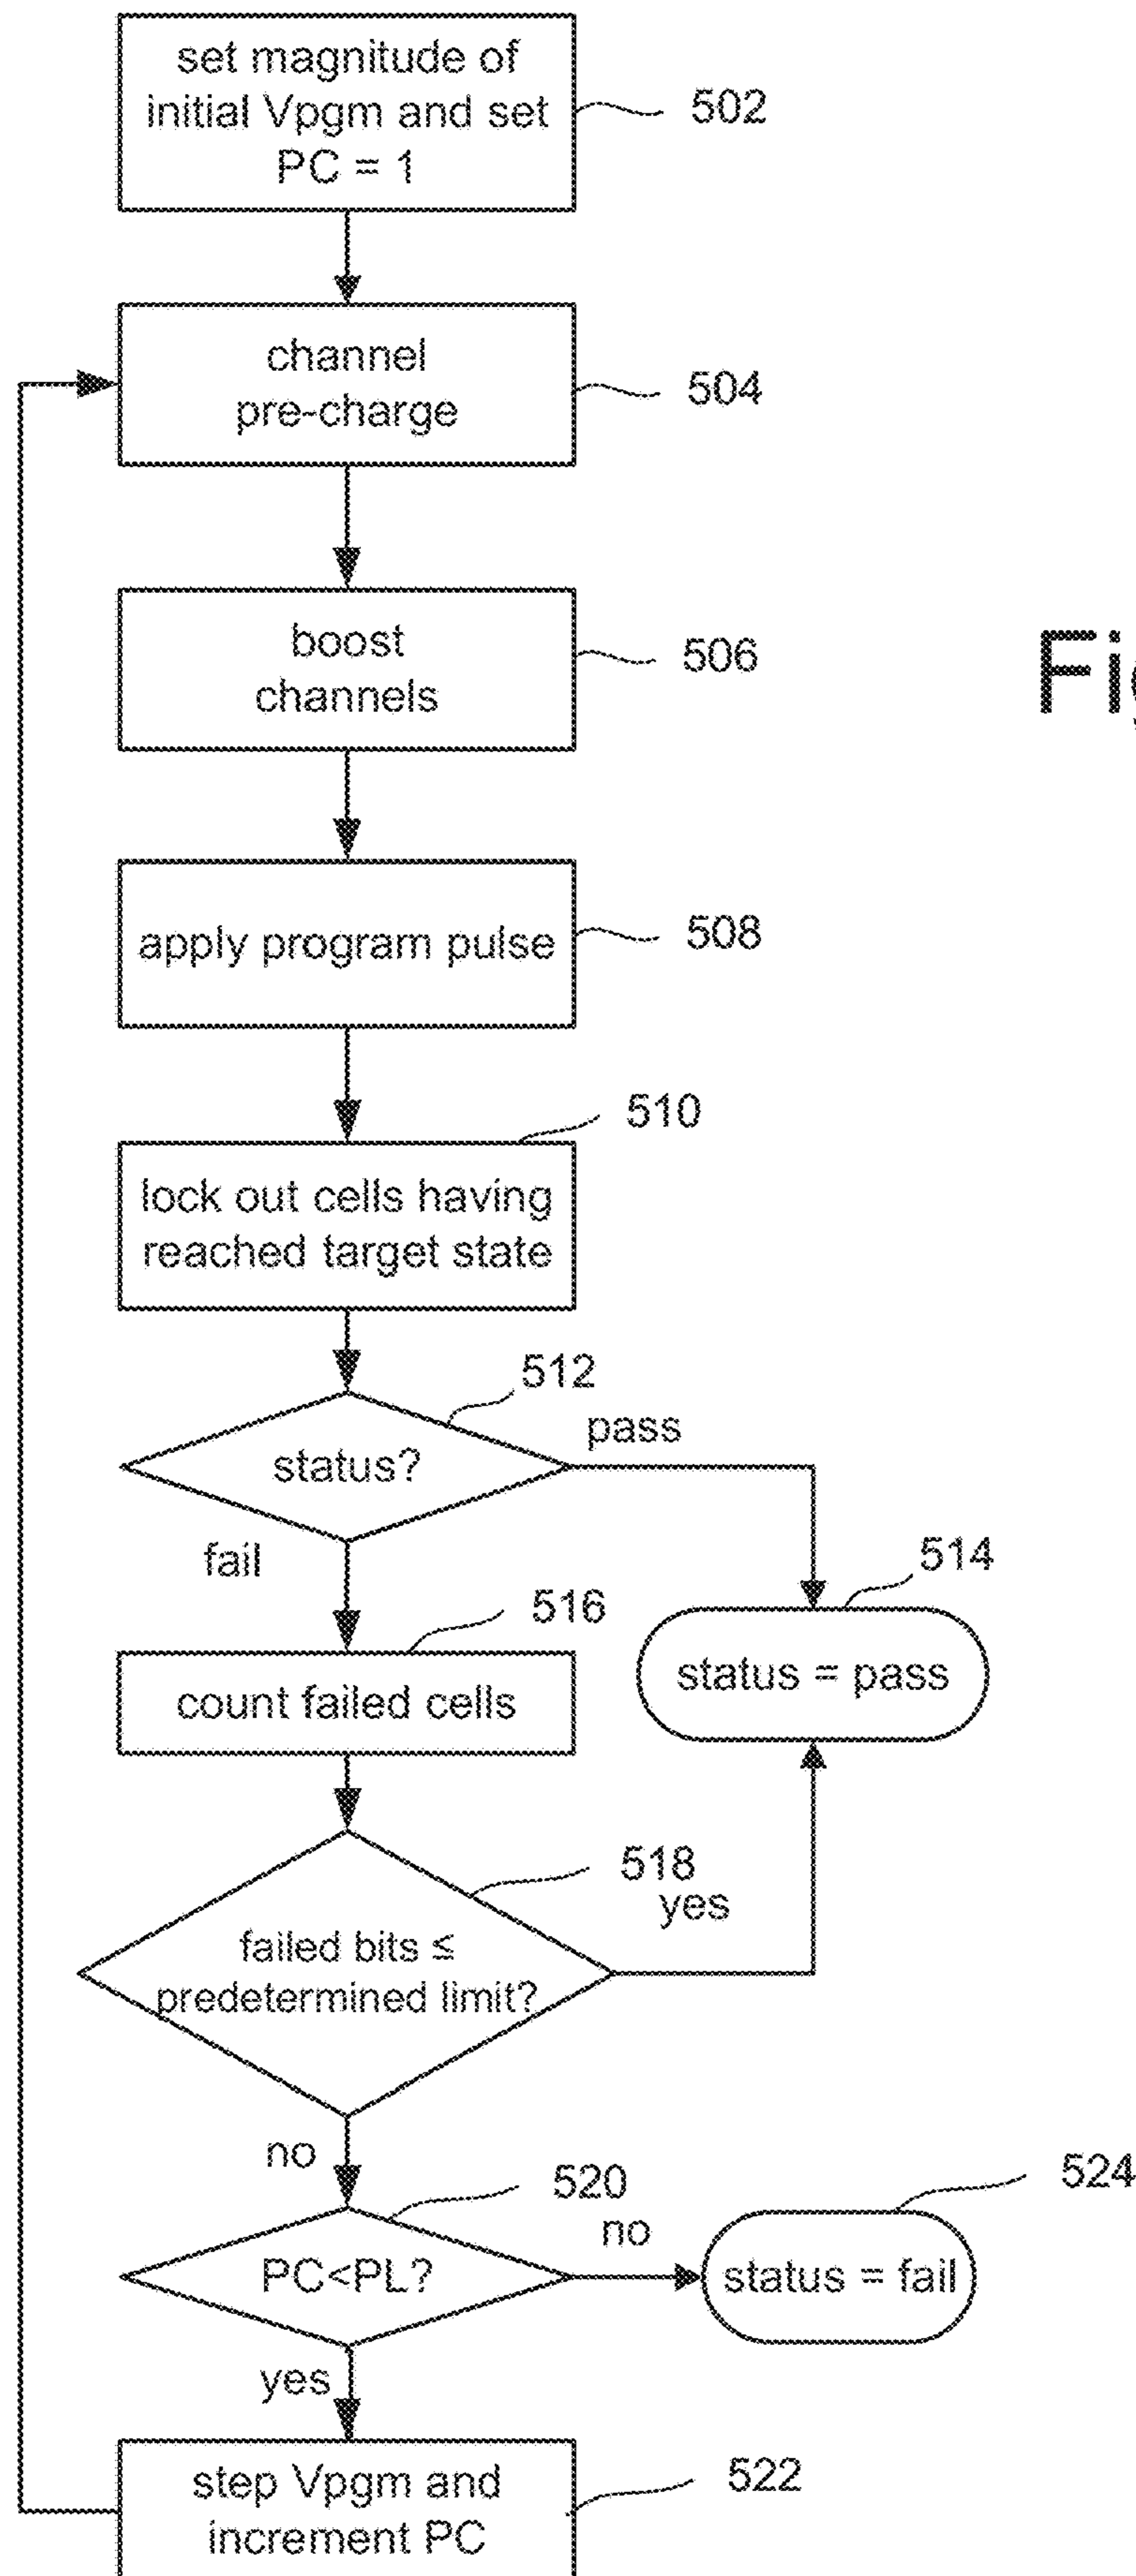 set magnitude of
initial Vpgm and set
PC = 1
502
channel
pre-charge
504
boost
channels
506
Fig
apply program pulse
508
510
lock out cells having
reached target state
512
pass
status?
fail
514
516
status = pass
count failed cells
518
yes
failed bits ≤
predetermined limit?
no
520
524
no
PC<PL?
status = fail
yes
step Vpgm and
increment PC
522